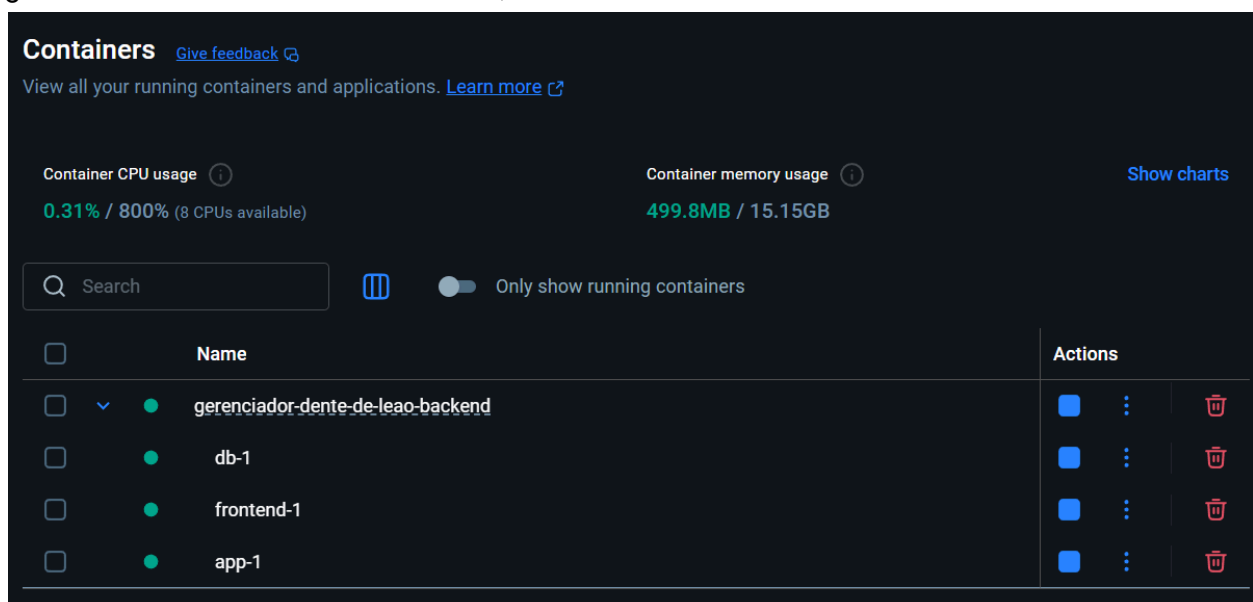 Containers Give feedback
View all your running containers and applications. Learn more
Container CPU usage Container memory usage Show charts
0.31% / 800% (8 CPUs available) 499.8MB / 15.15GB
Search Only show running containers
Name Actions
gerenciador-dente-de-leao-backend
db-1
frontend-1
app-1